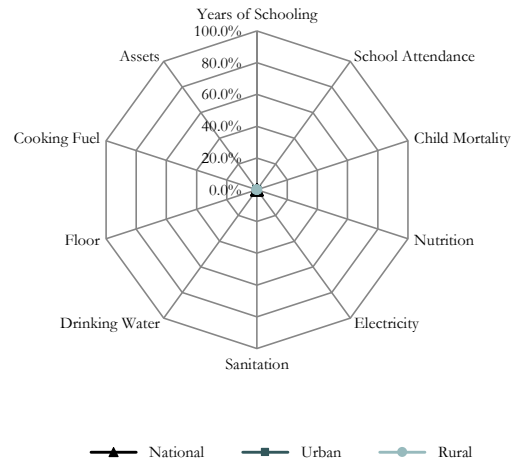 Years of Schooling
100.0%
Assets
School Attendance
80.0%
60.0%
40.0%
Cooking Fuel
Child Mortality
20.0%
0.0%
Floor
Nutrition
Drinking Water
Electricity
Sanitation
National Urban Rural